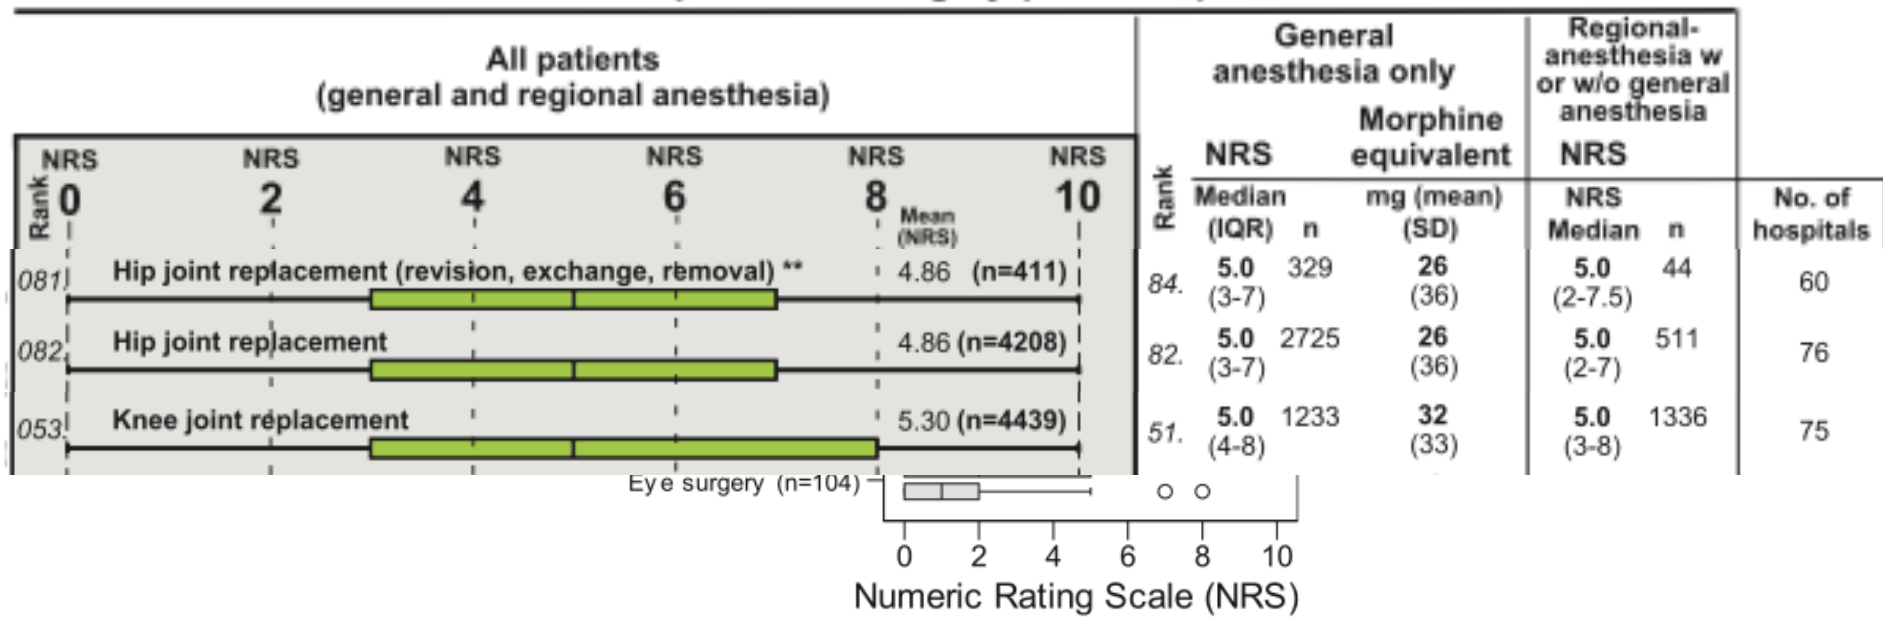 All patients
(general and regional anesthesia)
General
anesthesia only
Regional-
anesthesia w
or w/o general
anesthesia
Morphine
equivalent
NRS NRS NRS NRS NRS NRS NRS NRS
Rank 0 2 4 6 8 10
Mean
(NRS)
Rank
Median
(IQR) n
mg (mean)
(SD)
NRS
Median n
No. of
hospitals
081. Hip joint replacement (revision, exchange, removal) ** 4.86 (n=411) 84. 5.0 329 26 5.0 44 60
(3-7) (36) (2-7.5)
082. Hip joint replacement 4.86 (n=4208) 82. 5.0 2725 26 5.0 511 76
(3-7) (36) (2-7)
053. Knee joint replacement 5.30 (n=4439) 51. 5.0 1233 32 5.0 1336 75
(4-8) (33) (3-8)
Eye surgery (n=104)
0 2 4 6 8 10
Numeric Rating Scale (NRS)